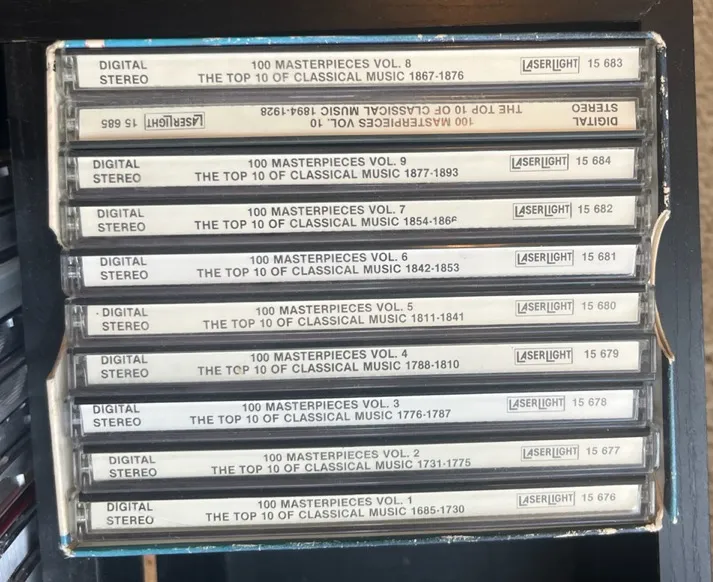 DIGITAL STEREO
100 MASTERPIECES VOL. 8
THE TOP 10 OF CLASSICAL MUSIC 1867-1876
LASERLIGHT 15 683
DIGITAL STEREO
100 MASTERPIECES VOL. 10
THE TOP 10 OF CLASSICAL MUSIC 1894-1928
LASERLIGHT 15 685
DIGITAL STEREO
100 MASTERPIECES VOL. 9
THE TOP 10 OF CLASSICAL MUSIC 1877-1893
LASERLIGHT 15 684
DIGITAL STEREO
100 MASTERPIECES VOL. 7
THE TOP 10 OF CLASSICAL MUSIC 1854-1866
LASERLIGHT 15 682
DIGITAL STEREO
100 MASTERPIECES VOL. 6
THE TOP 10 OF CLASSICAL MUSIC 1842-1853
LASERLIGHT 15 681
DIGITAL STEREO
100 MASTERPIECES VOL. 5
THE TOP 10 OF CLASSICAL MUSIC 1811-1841
LASERLIGHT 15 680
DIGITAL STEREO
100 MASTERPIECES VOL. 4
THE TOP 10 OF CLASSICAL MUSIC 1788-1810
LASERLIGHT 15 679
DIGITAL STEREO
100 MASTERPIECES VOL. 3
THE TOP 10 OF CLASSICAL MUSIC 1776-1787
LASERLIGHT 15 678
DIGITAL STEREO
100 MASTERPIECES VOL. 2
THE TOP 10 OF CLASSICAL MUSIC 1731-1775
LASERLIGHT 15 677
DIGITAL STEREO
100 MASTERPIECES VOL. 1
THE TOP 10 OF CLASSICAL MUSIC 1685-1730
LASERLIGHT 15 676